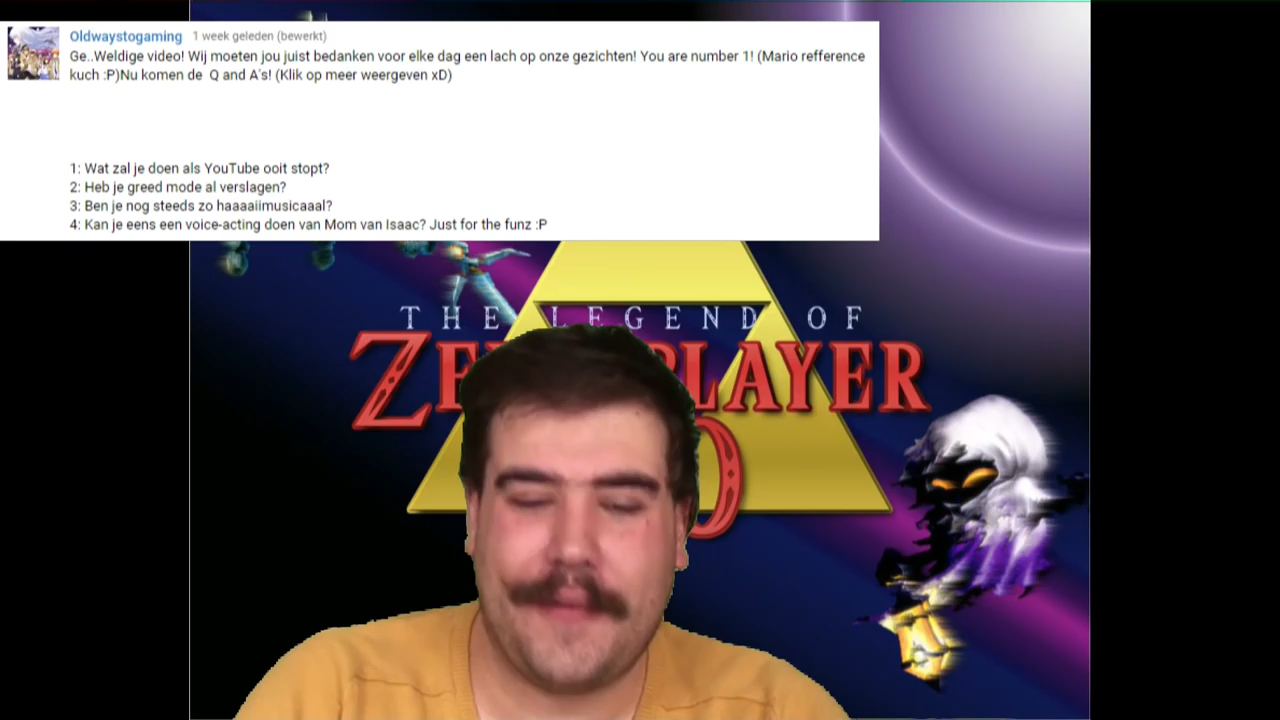 Oldwaystogaming 1 week geleden (bewerkt)
Ge..Weldige video! Wij moeten jou juist bedanken voor elke dag een lach op onze gezichten! You are number 1! (Mario refference
kuch :P)Nu komen de Q and A's! (Klik op meer weergeven xD)
1: Wat zal je doen als YouTube ooit stopt?
2: Heb je greed mode al verslagen?
3: Ben je nog steeds zo haaaaiimusicaaal?
4: Kan je eens een voice-acting doen van Mom van Isaac? Just for the funz :P
THE LEGEND OF